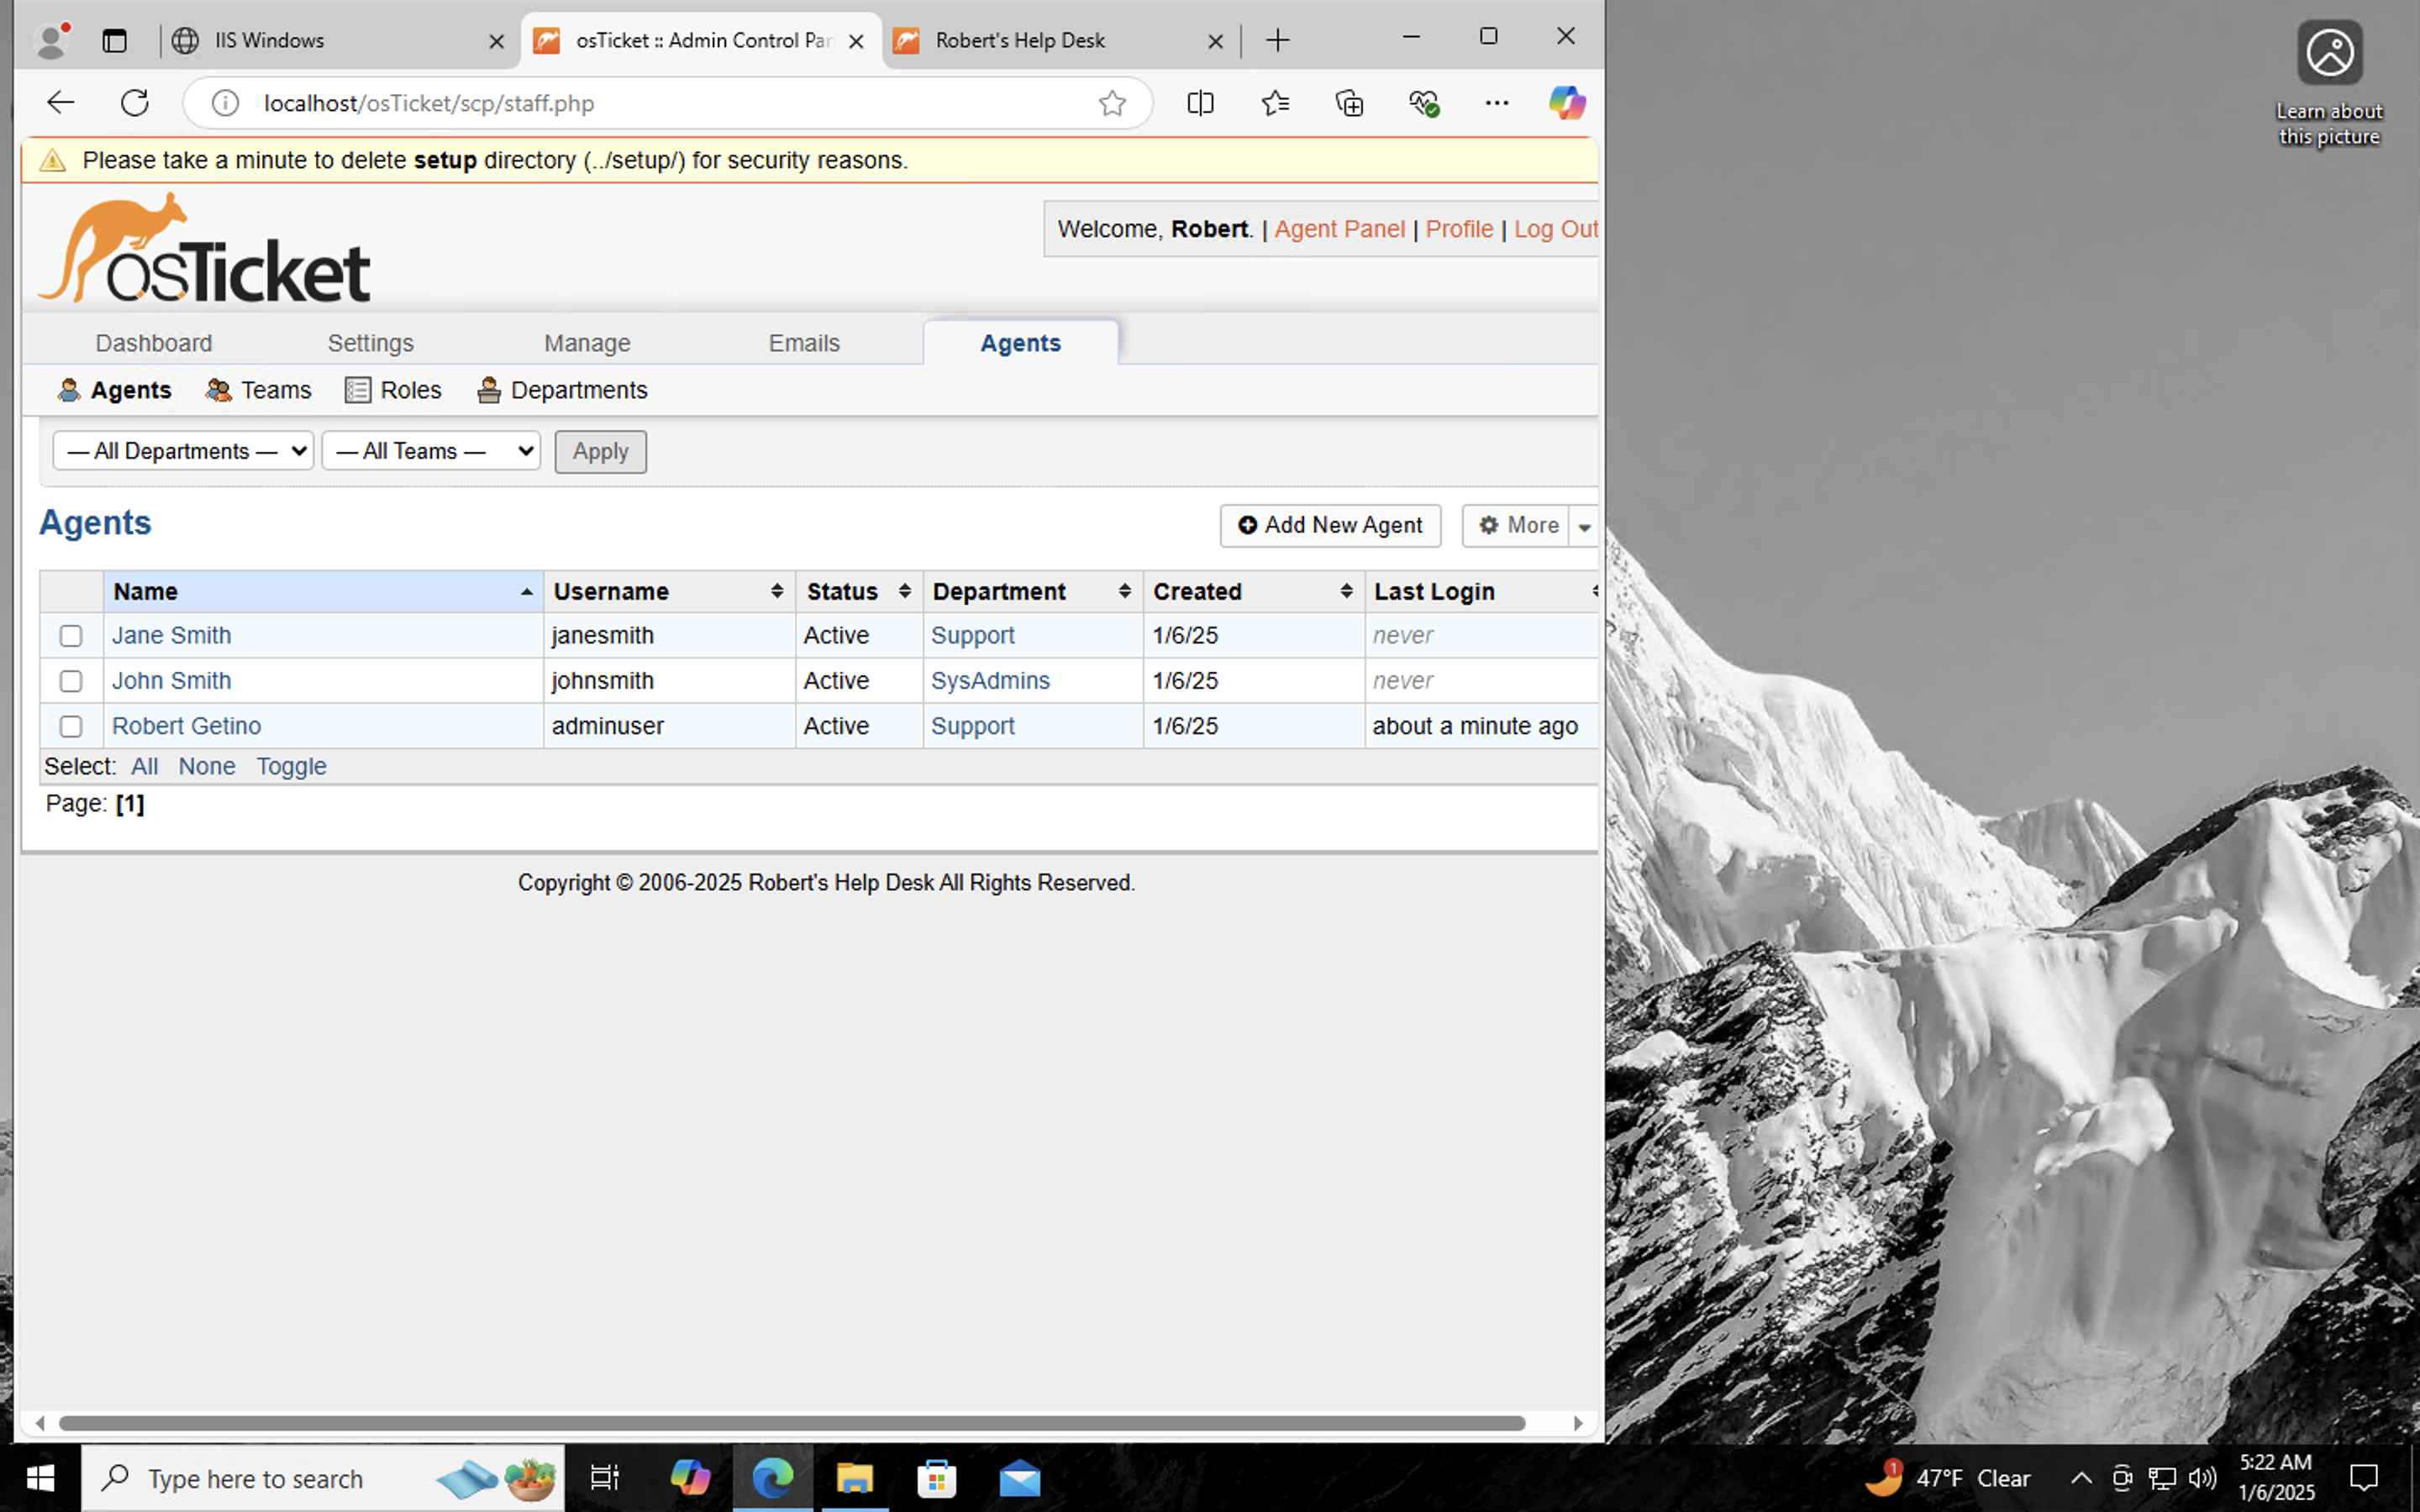 IIS Windows
osTicket :: Admin Control Pa
Robert's Help Desk
localhost/osTicket/scp/staff.php
Please take a minute to delete setup directory (../setup/) for security reasons.
osTicket
Welcome, Robert. | Agent Panel | Profile | Log Out
Dashboard Settings Manage Emails Agents
Agents Teams Roles Departments
— All Departments — — All Teams — Apply
Agents
Add New Agent More
Name Username Status Department Created Last Login
Jane Smith janesmith Active Support 1/6/25 never
John Smith johnsmith Active SysAdmins 1/6/25 never
Robert Getino adminuser Active Support 1/6/25 about a minute ago
Select: All None Toggle
Page: [1]
Copyright © 2006-2025 Robert's Help Desk All Rights Reserved.
Learn about
this picture
Type here to search
1
47°F Clear
5:22 AM
1/6/2025